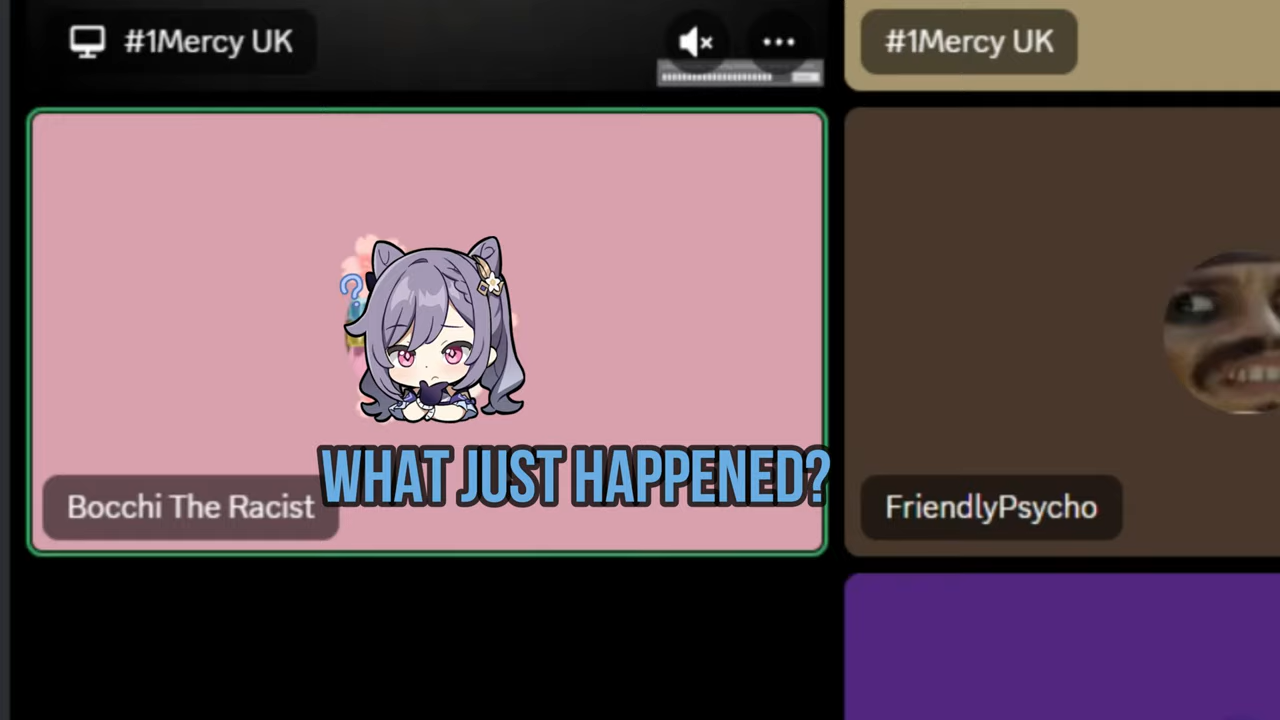 #1Mercy UK
#1Mercy UK
?
WHAT JUST HAPPENED?
Bocchi The Racist
FriendlyPsycho